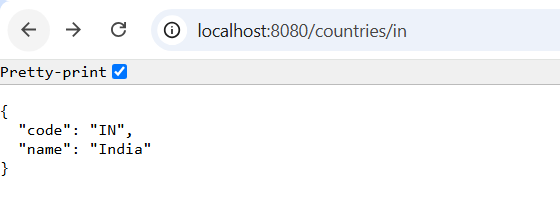 localhost:8080/countries/in
Pretty-print
{
  "code": "IN",
  "name": "India"
}